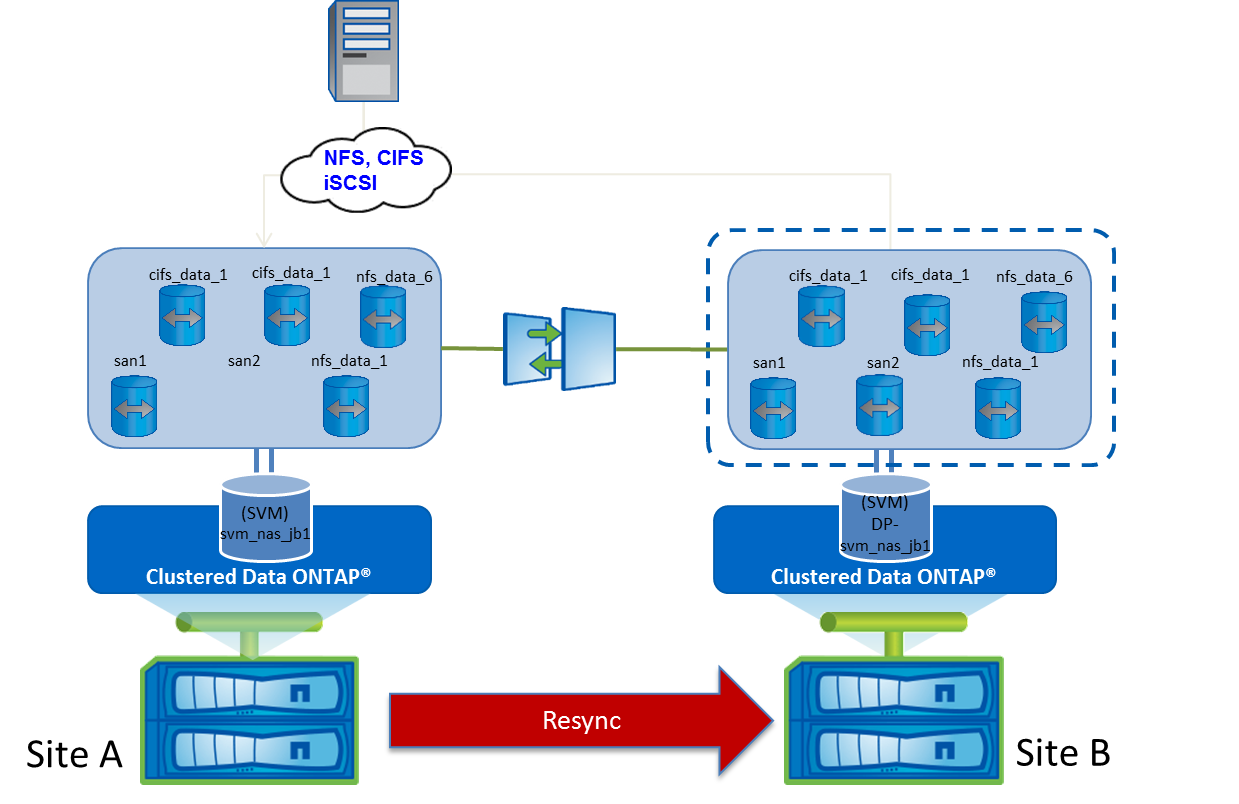 NFS, CIFS
iSCSI
cifs_data_1
cifs_data_1
nfs_data_6
san1
san2
nfs_data_1
cifs_data_1
cifs_data_1
nfs_data_6
san1
san2
nfs_data_1
(SVM)
svm_nas_jb1
Clustered Data ONTAP®
(SVM)
DP-
svm_nas_jb1
Clustered Data ONTAP®
Resync
Site A
Site B